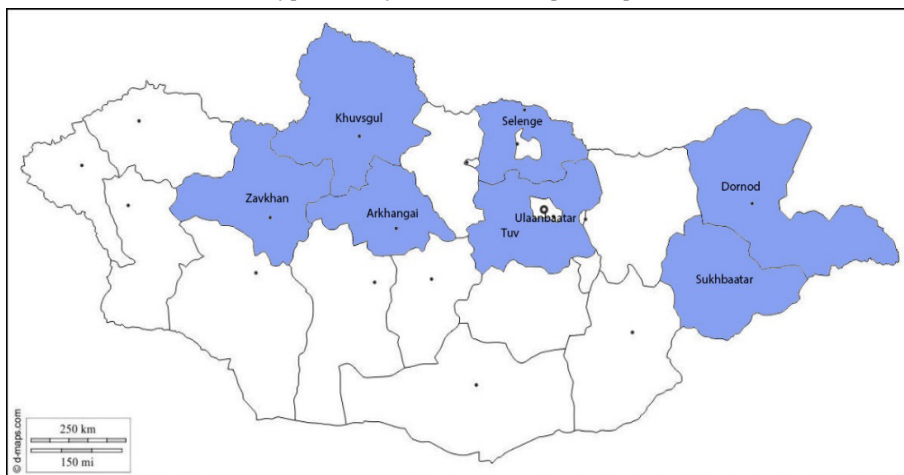 Khuvsgul
Selenge
Zavkhan
Arkhangai
Ulaanbaatar
Tuv
Dornod
Sukhbaatar
250 km
150 mi
© d-maps.com